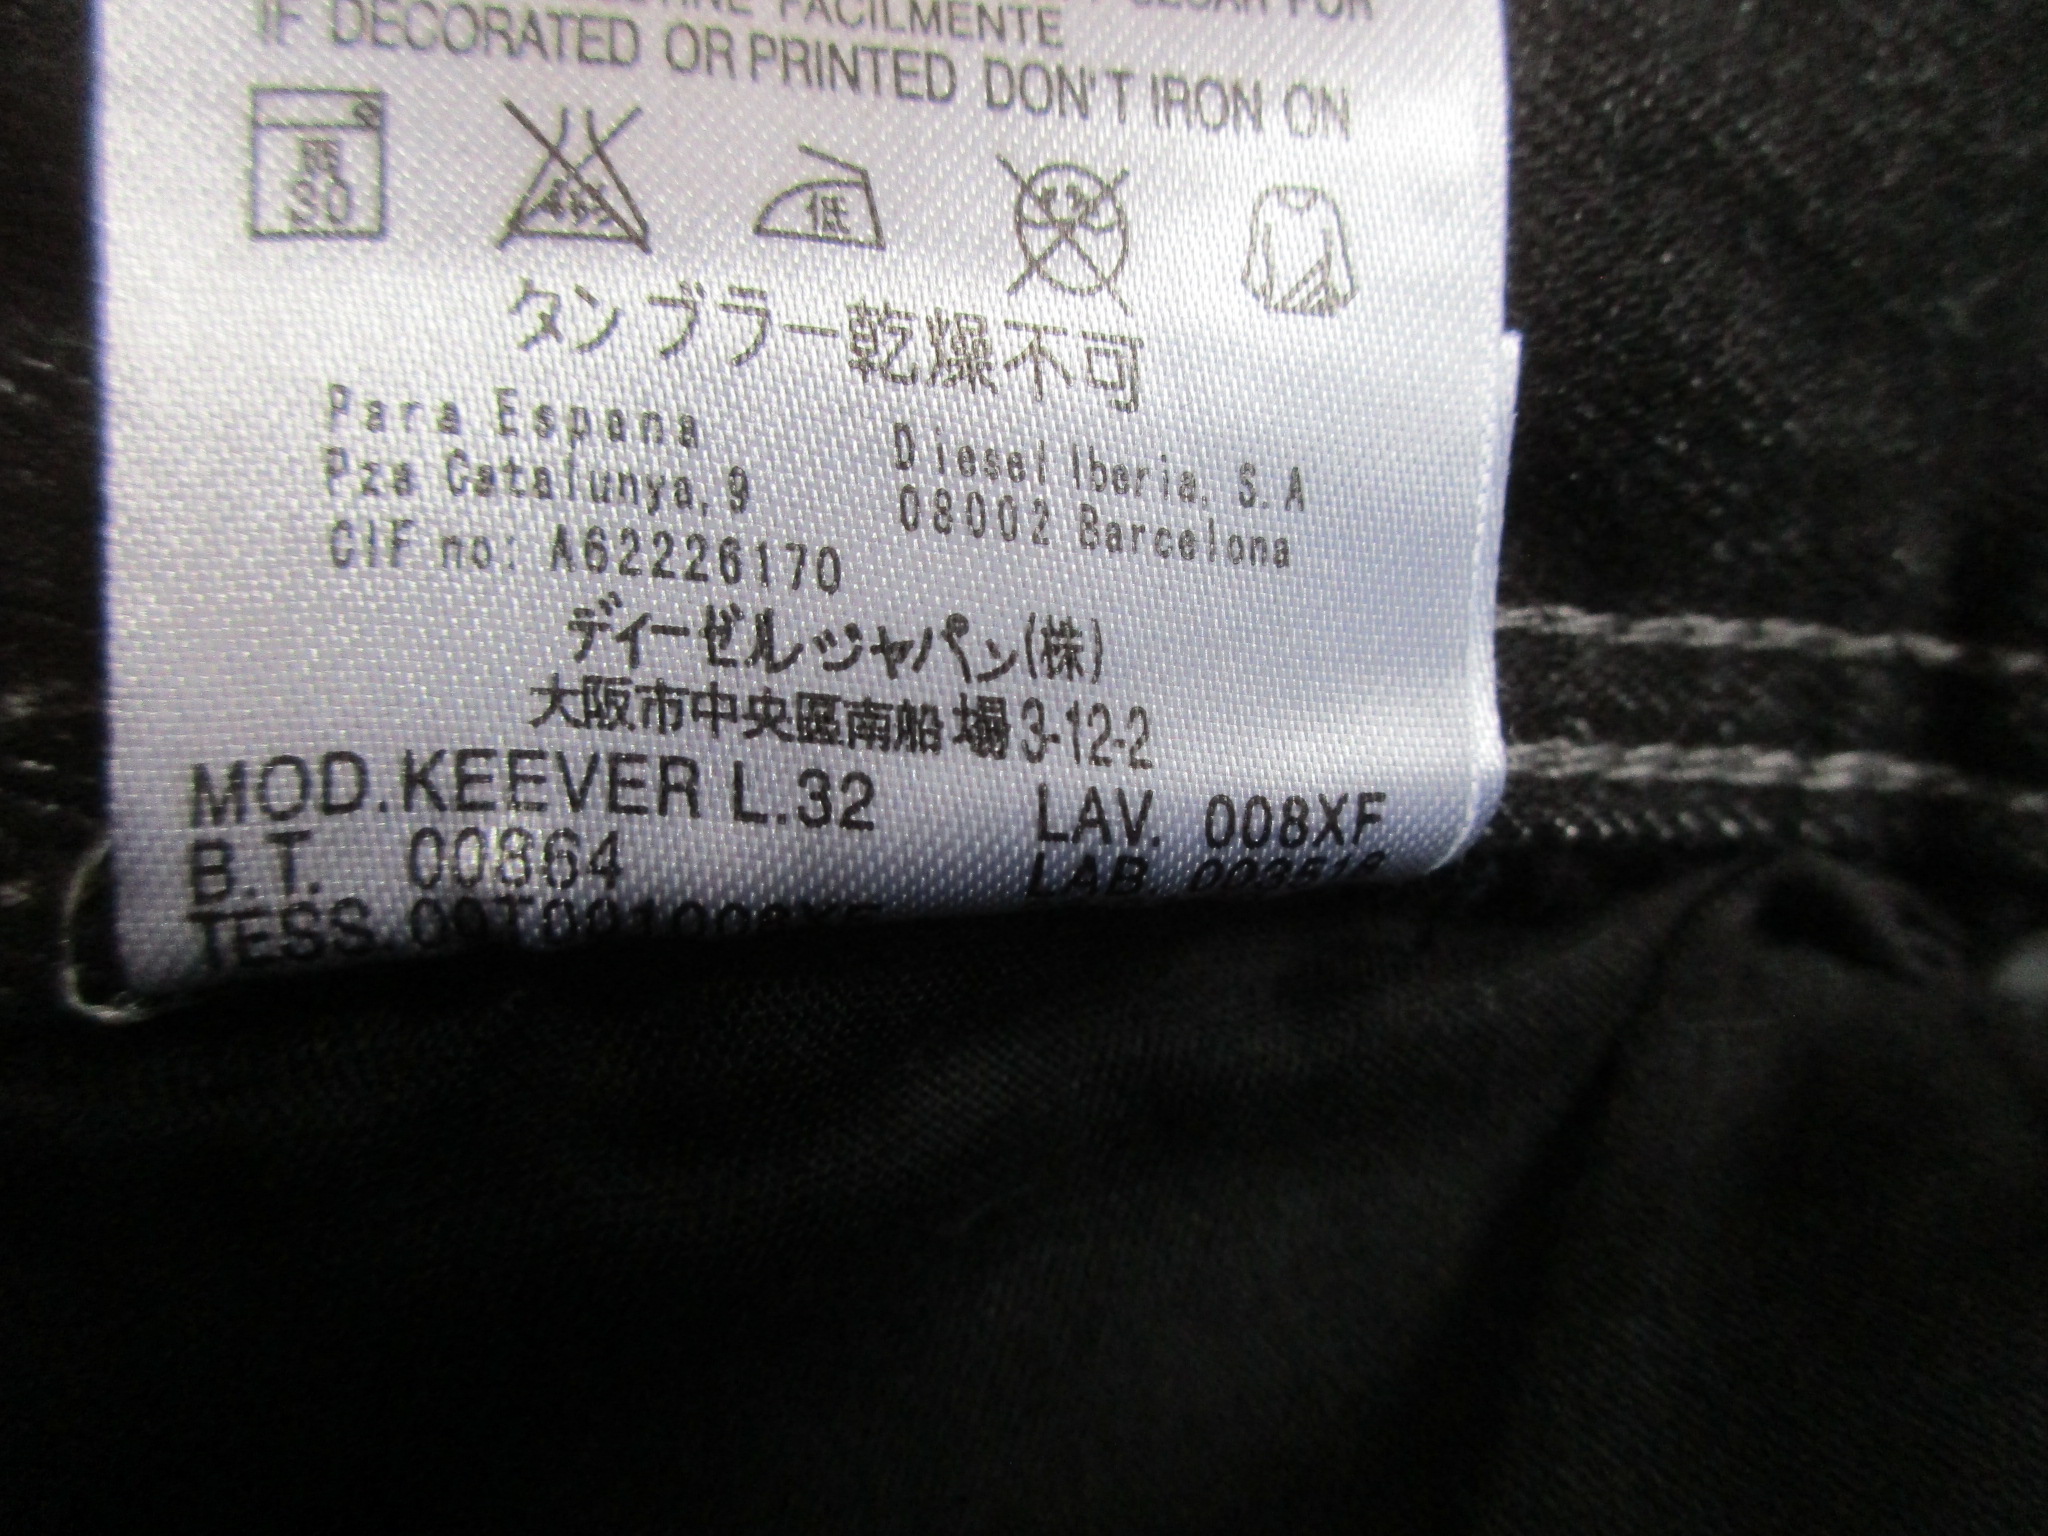 FACILMENTE
IF DECORATED OR PRINTED DON'T IRON ON
30 低
タンブラー乾燥不可
Para Espana
Pza Catalunya, 9 Diesel Iberia, S.A
CIF no: A62226170 08002 Barcelona
ディーゼルジャパン(株)
大阪市中央區南船場3-12-2
MOD.KEEVER L.32 LAV. 008XF
B.T. 00864 LAB.
TESS.